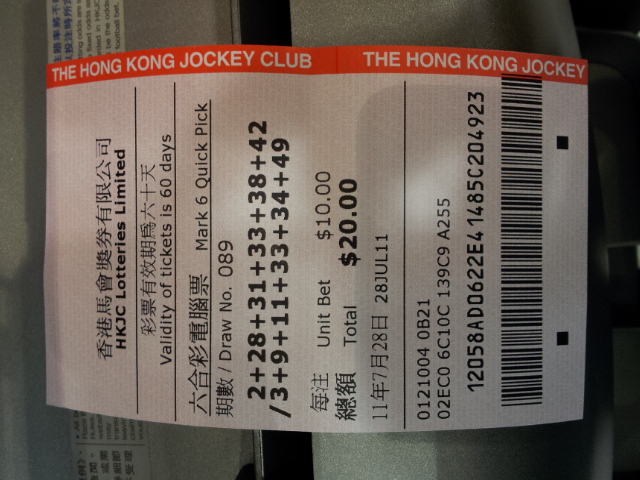 THE HONG KONG JOCKEY CLUB THE HONG KONG JOCKEY
香港馬會獎券有限公司
HKJC Lotteries Limited
彩票有效期為六十天
Validity of tickets is 60 days
六合彩電腦票 Mark 6 Quick Pick
期數 / Draw No. 089
2+28+31+33+38+42
/3+9+11+33+34+49
每注 Unit Bet $10.00
總額 Total $20.00
11年7月28日 28JUL11
0121004 0B21
02EC0 6C10C 139C9 A255
12058AD0622E41485C2D4923